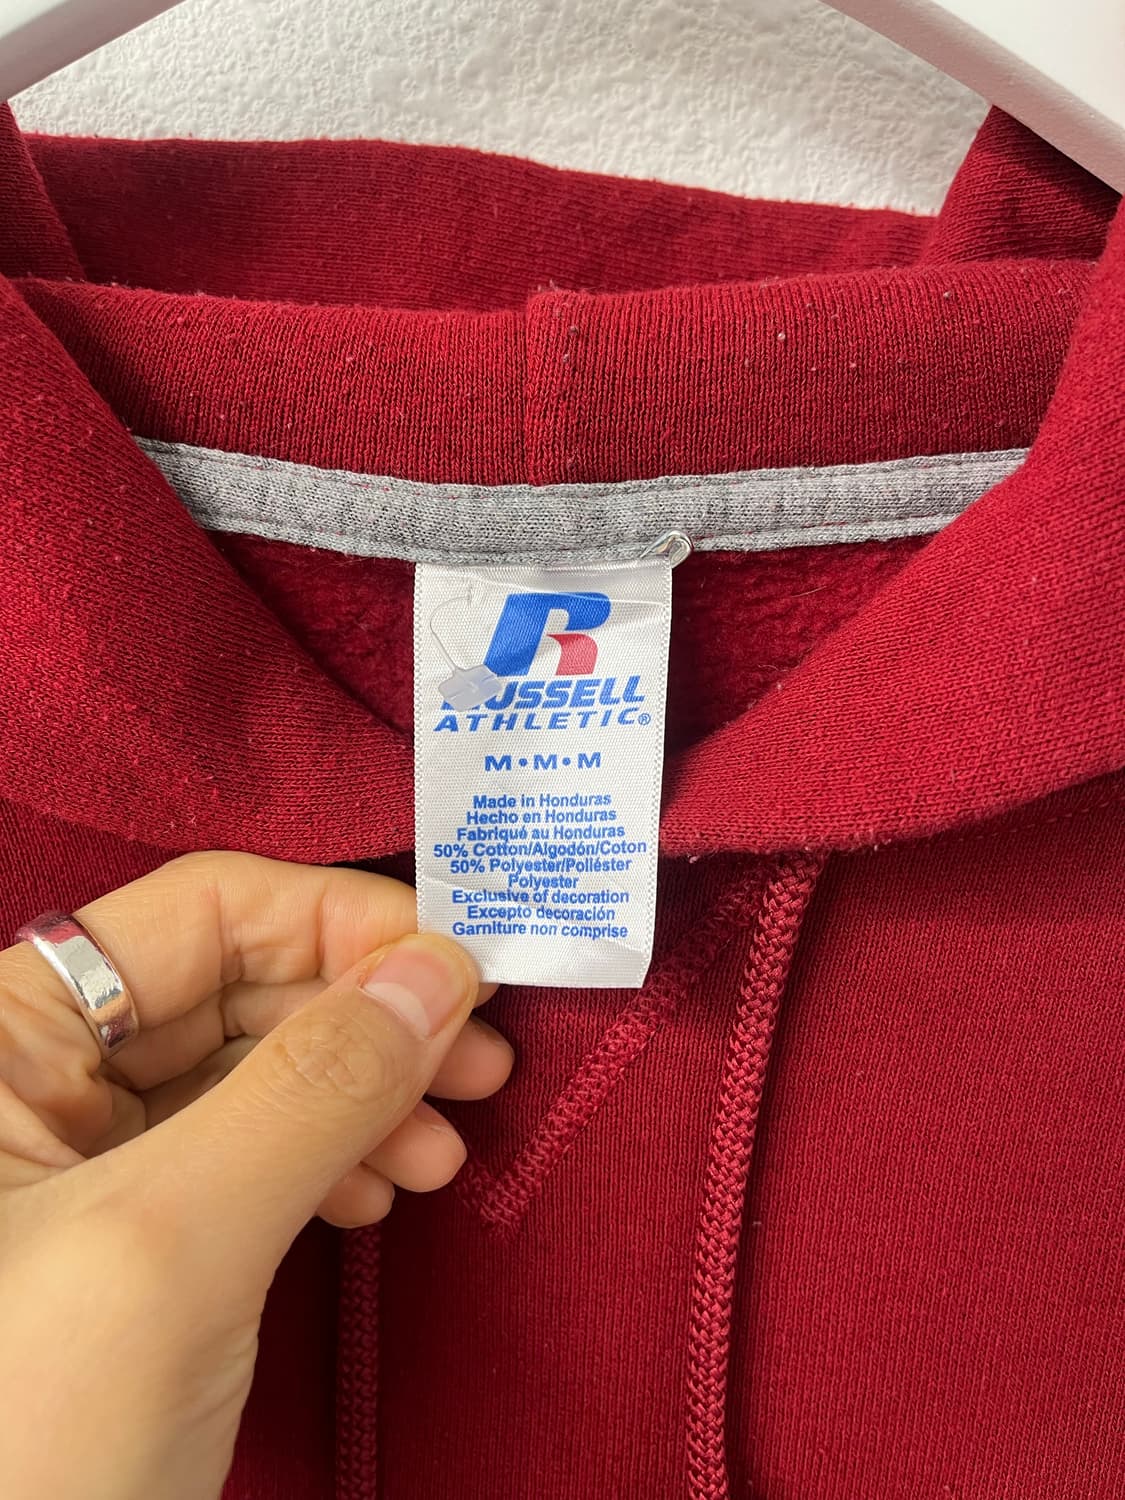 RUSSELL
ATHLETIC®
M•M•M
Made in Honduras
Hecho en Honduras
Fabriqué au Honduras
50% Cotton/Algodón/Coton
50% Polyester/Poliéster
Polyester
Exclusive of decoration
Excepto decoración
Garniture non comprise